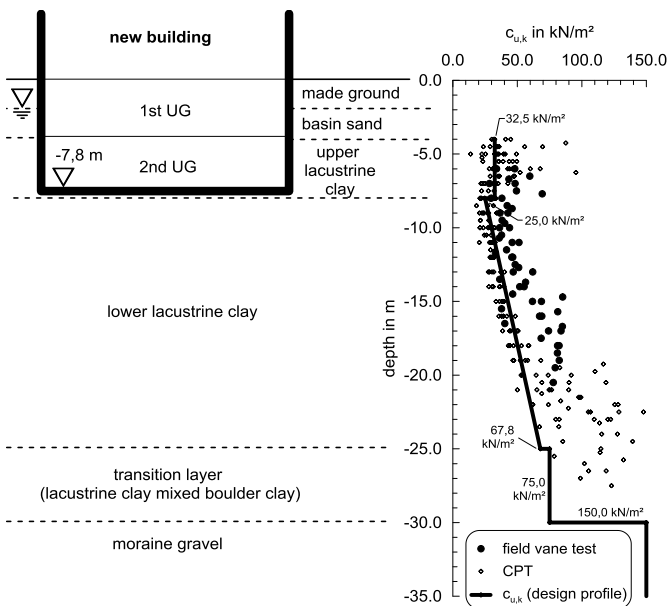 new building
1st UG
-7,8 m
2nd UG
made ground
basin sand
upper
lacustrine
clay
lower lacustrine clay
transition layer
(lacustrine clay mixed boulder clay)
moraine gravel
cu,k in kN/m²
0.0 50.0 100.0 150.0
0.0
-5.0
-10.0
-15.0
-20.0
-25.0
-30.0
-35.0
depth in m
32,5 kN/m²
25,0 kN/m²
67,8
kN/m²
75,0
kN/m²
150,0 kN/m²
field vane test
CPT
cu,k (design profile)